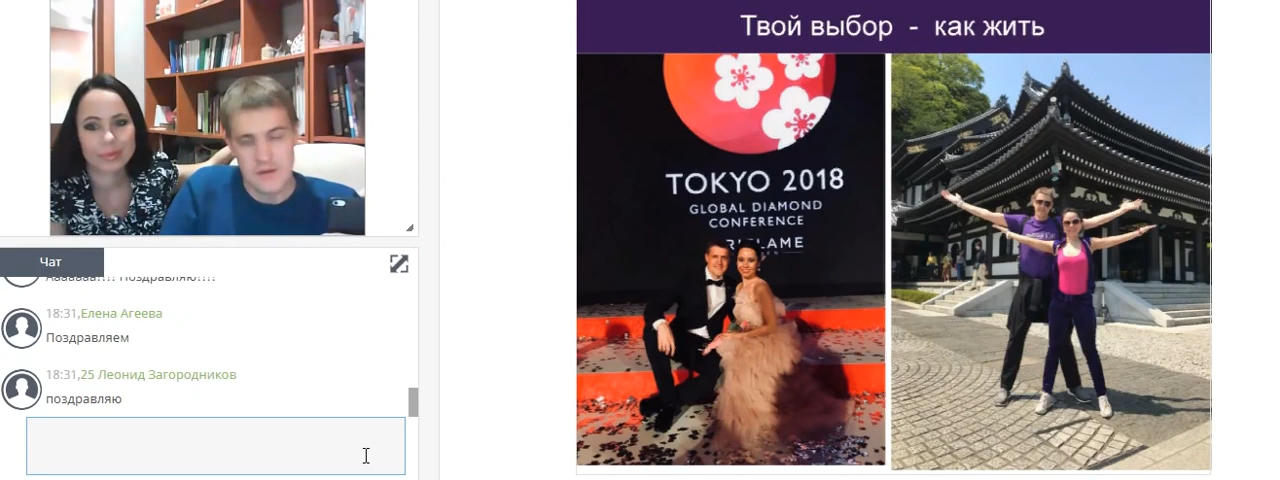 Твой выбор - как жить
TOKYO 2018
GLOBAL DIAMOND
CONFERENCE
Чат
Поздравляю!!!!
18:31,Елена Агеева
Поздравляем
18:31,25 Леонид Загородников
поздравляю